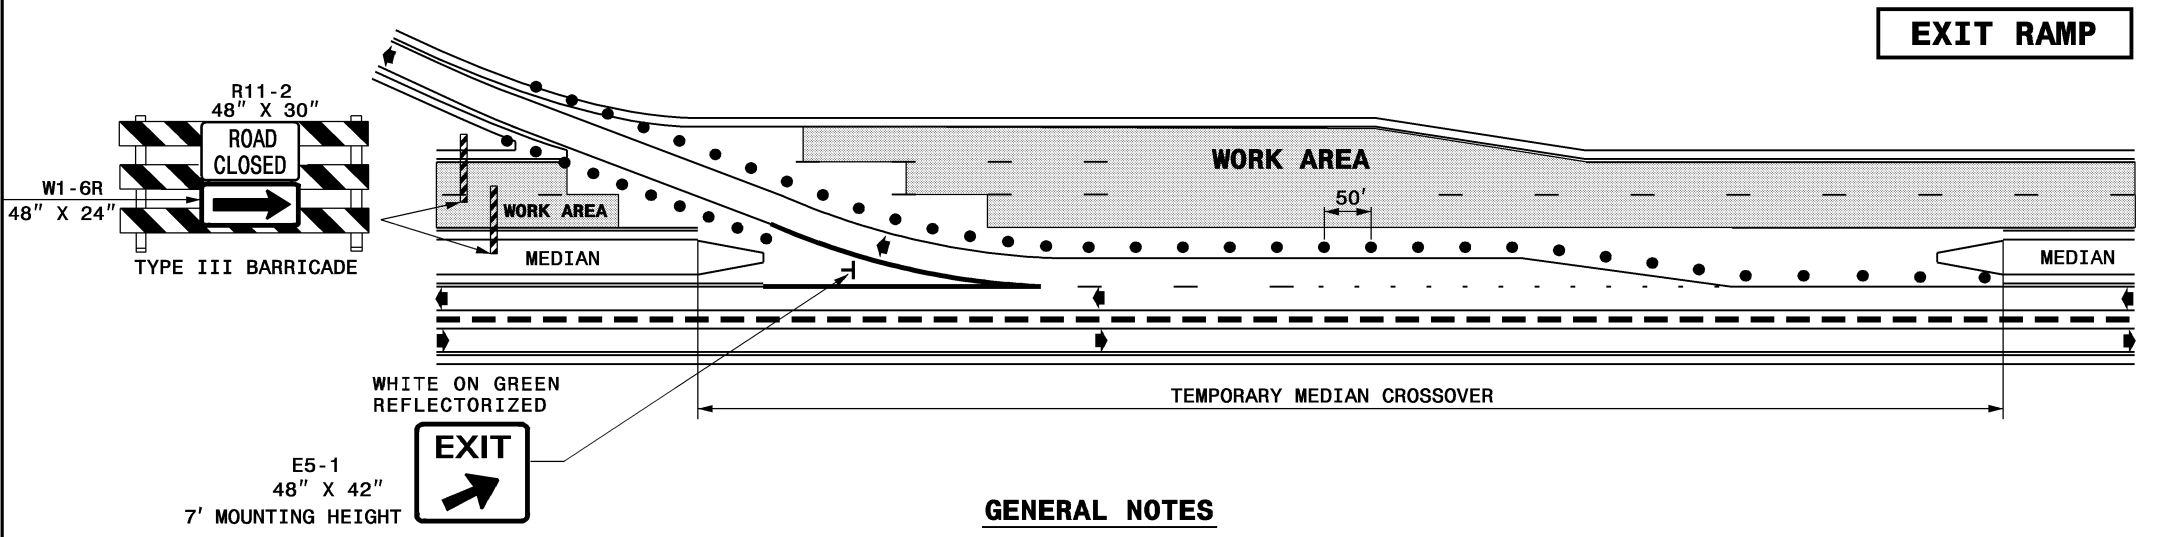 EXIT RAMP
R11-2
48" X 30"
ROAD
CLOSED
W1-6R
48" X 24"
TYPE III BARRICADE
WORK AREA
50'
WORK AREA
MEDIAN
MEDIAN
TEMPORARY MEDIAN CROSSOVER
WHITE ON GREEN
REFLECTORIZED
EXIT
E5-1
48" X 42"
7' MOUNTING HEIGHT
GENERAL NOTES